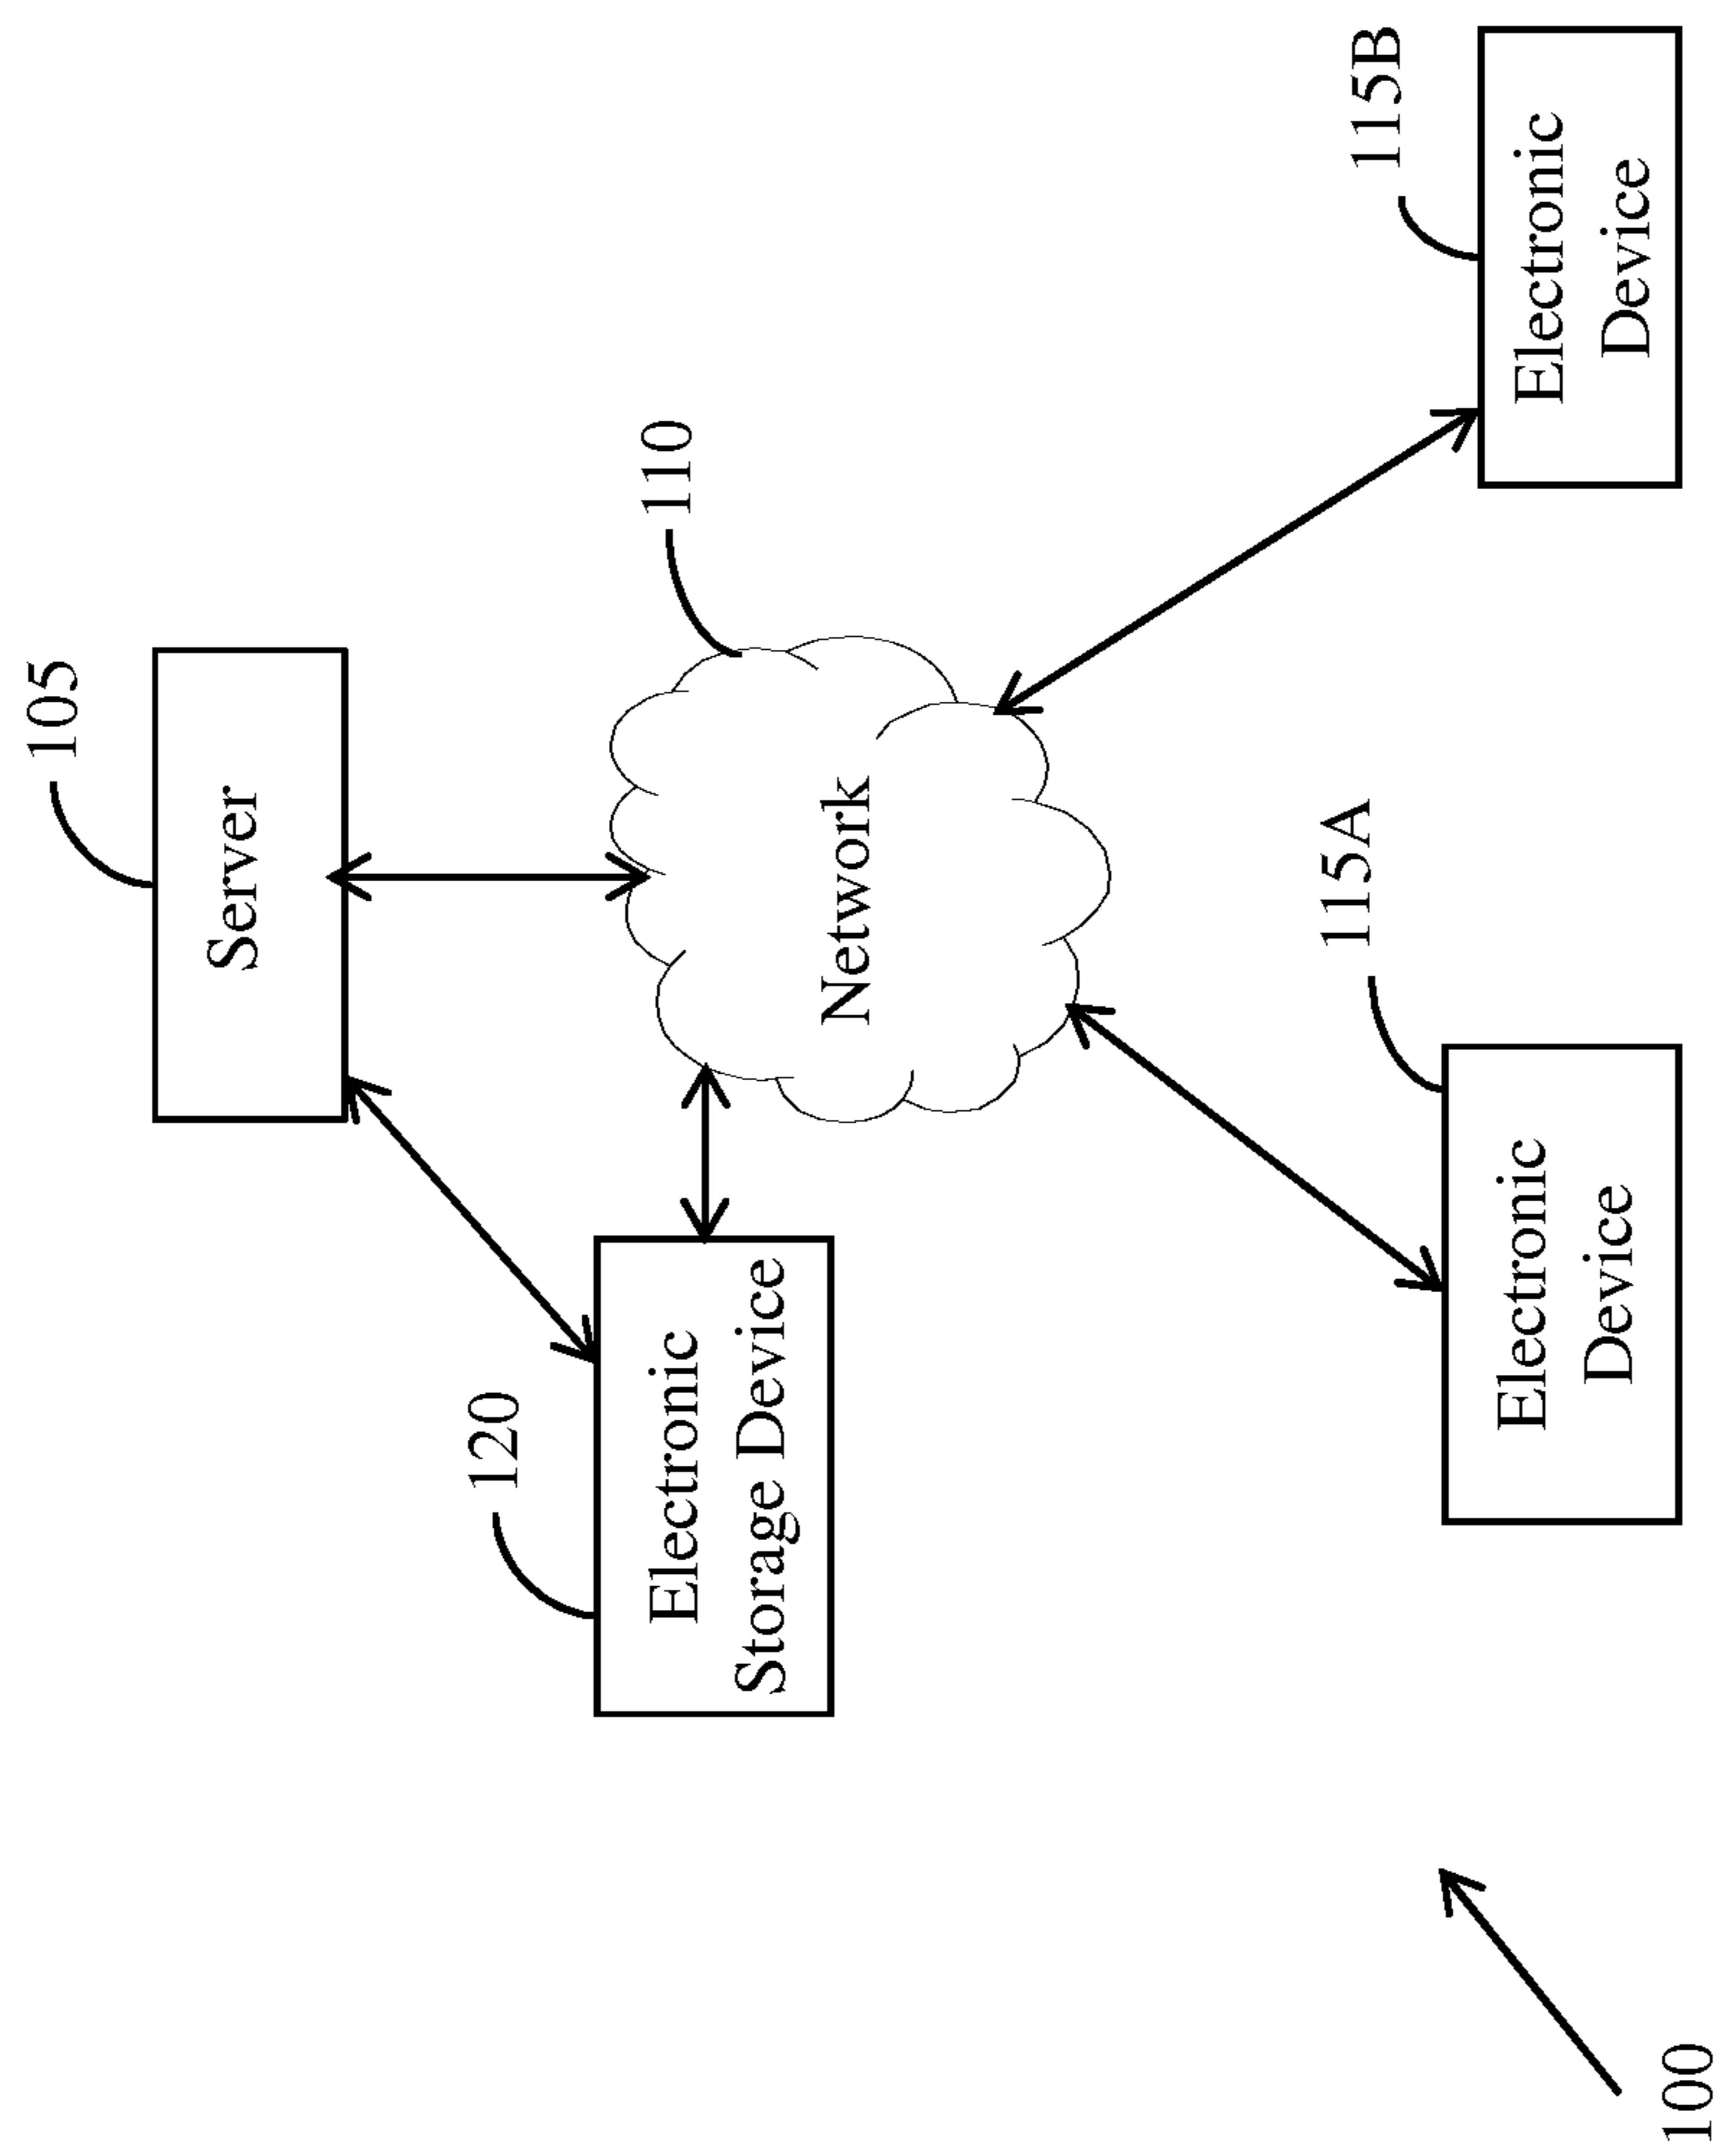 105
Server
120
Electronic
Storage Device
110
Network
115A
Electronic
Device
115B
Electronic
Device
100